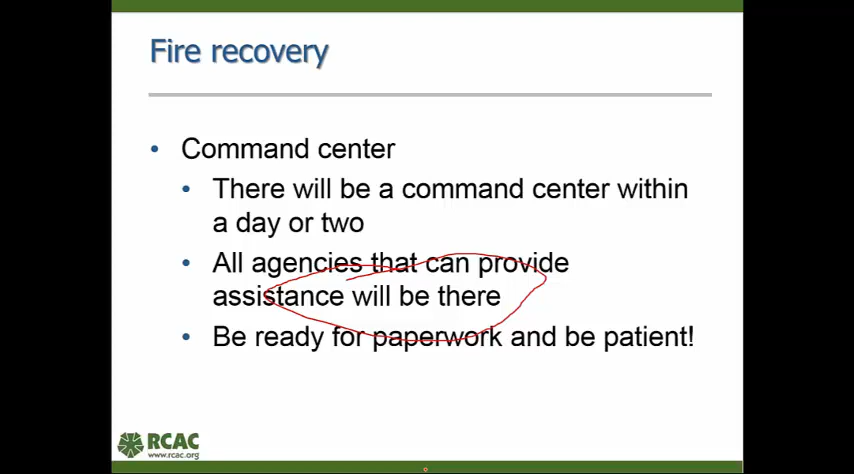 Fire recovery
• Command center
• There will be a command center within
a day or two
• All agencies that can provide
assistance will be there
• Be ready for paperwork and be patient!
RCAC
www.rcac.org